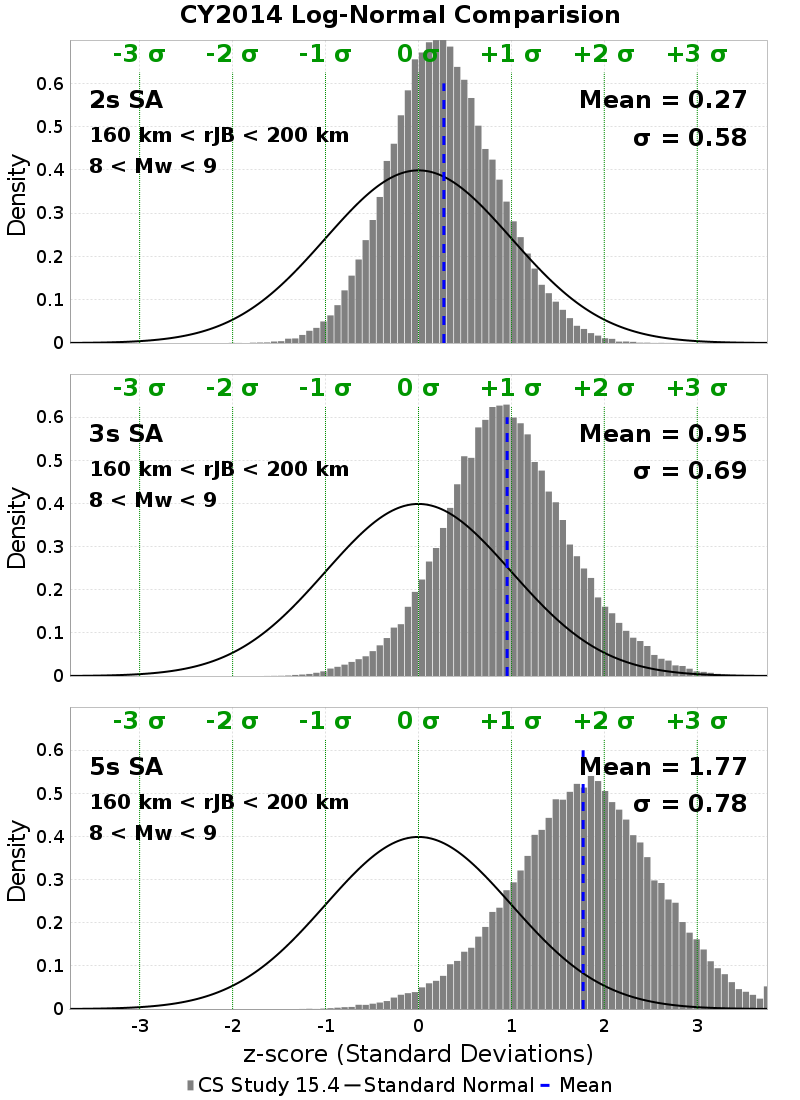 CY2014 Log-Normal Comparision
-3 σ -2 σ -1 σ 0 σ +1 σ +2 σ +3 σ
2s SA
160 km < rJB < 200 km
8 < Mw < 9
Mean = 0.27
σ = 0.58
Density
0.6
0.5
0.4
0.3
0.2
0.1
0
-3 σ -2 σ -1 σ 0 σ +1 σ +2 σ +3 σ
3s SA
160 km < rJB < 200 km
8 < Mw < 9
Mean = 0.95
σ = 0.69
Density
0.6
0.5
0.4
0.3
0.2
0.1
0
-3 σ -2 σ -1 σ 0 σ +1 σ +2 σ +3 σ
5s SA
160 km < rJB < 200 km
8 < Mw < 9
Mean = 1.77
σ = 0.78
Density
0.6
0.5
0.4
0.3
0.2
0.1
0
-3 -2 -1 0 1 2 3
z-score (Standard Deviations)
CS Study 15.4 Standard Normal Mean